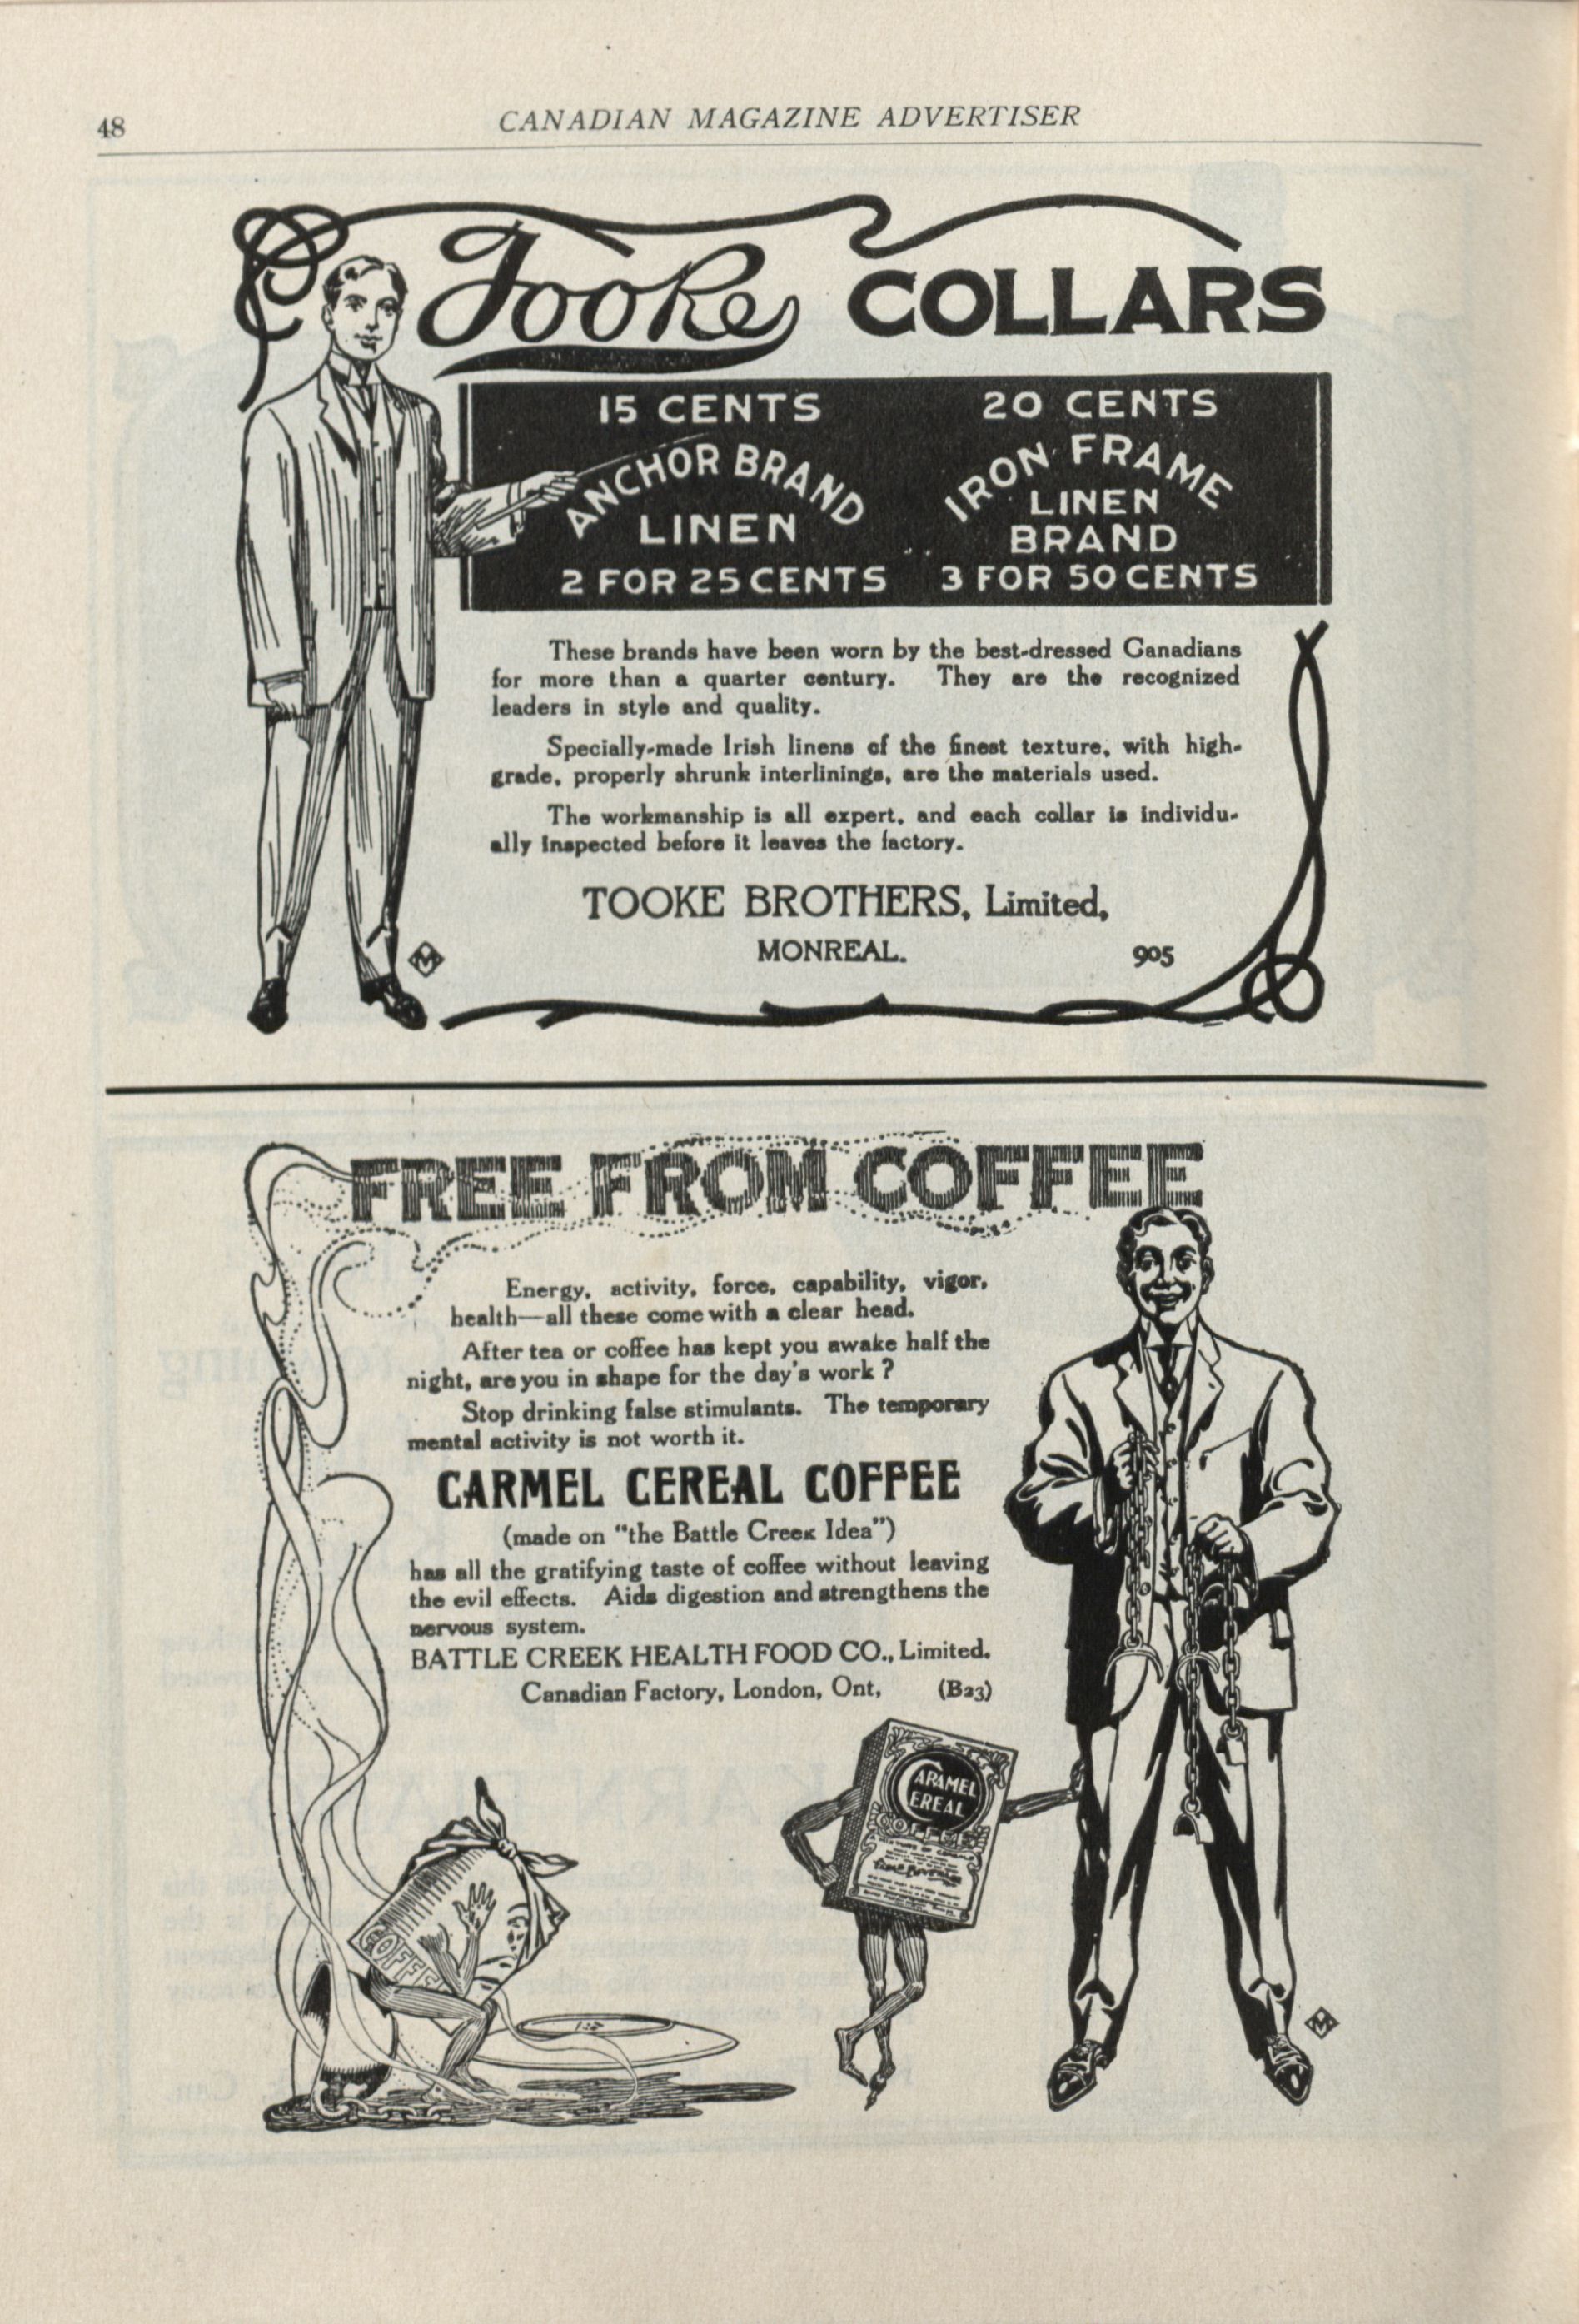 48
CANADIAN MAGAZINE ADVERTISER
Tooke COLLARS
15 CENTS
ANCHOR BRAND
LINEN
2 FOR 25 CENTS
20 CENTS
IRON FRAME
LINEN
BRAND
3 FOR 50 CENTS
These brands have been worn by the best-dressed Canadians
for more than a quarter century. They are the recognized
leaders in style and quality.
Specially-made Irish linens of the finest texture, with high-
grade, properly shrunk interlinings, are the materials used.
The workmanship is all expert, and each collar is individu-
ally inspected before it leaves the factory.
TOOKE BROTHERS, Limited,
MONREAL.
905
M
FREE FROM COFFEE
Energy, activity, force, capability, vigor,
health—all these come with a clear head.
After tea or coffee has kept you awake half the
night, are you in shape for the day's work ?
Stop drinking false stimulants. The temporary
mental activity is not worth it.
CARMEL CEREAL COFFEE
(made on "the Battle Creek Idea")
has all the gratifying taste of coffee without leaving
the evil effects. Aids digestion and strengthens the
nervous system.
BATTLE CREEK HEALTH FOOD CO., Limited.
Canadian Factory, London, Ont, (B23)
CARAMEL
CEREAL
COFFEE
COFFEE
M